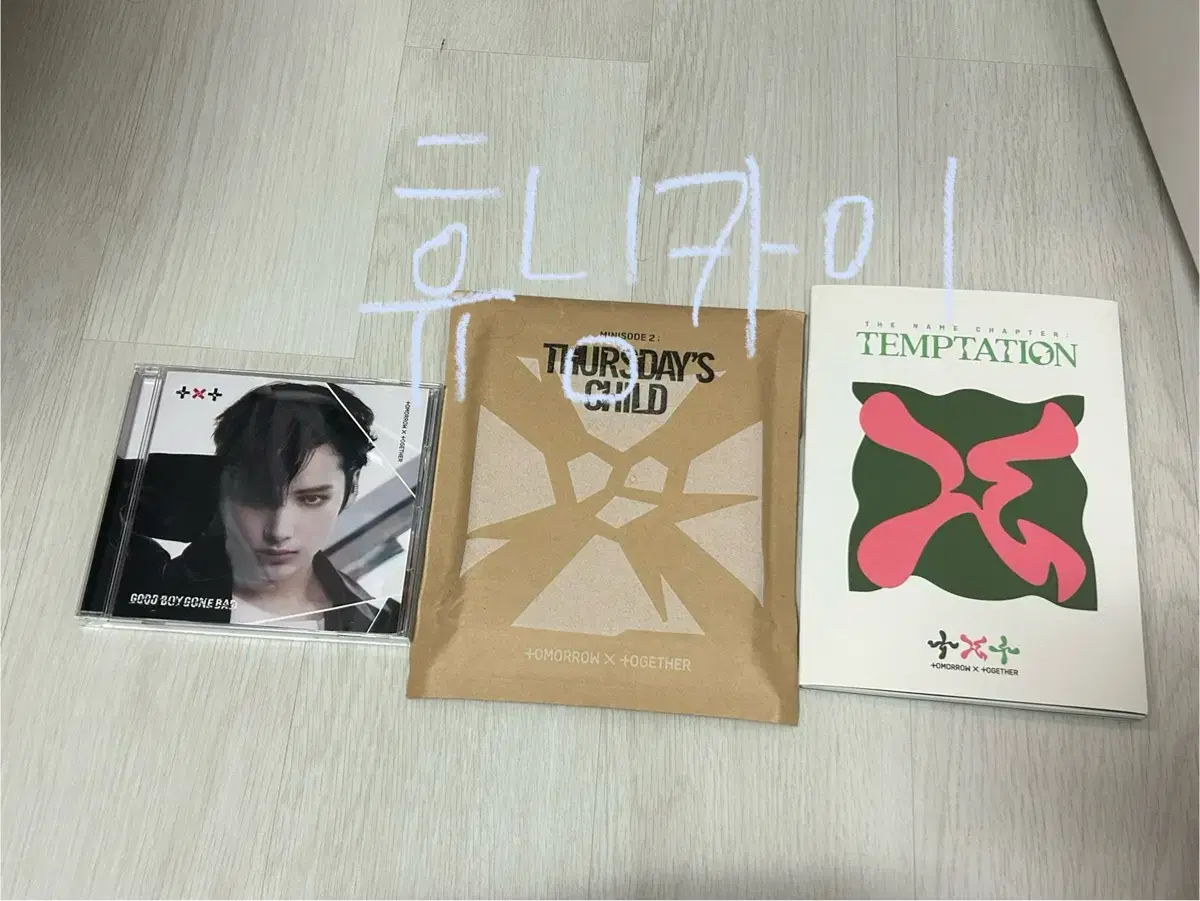 휴닝카이
TXT
TOMORROW X TOGETHER
GOOD BOY GONE BAD
MINISODE 2 :
THURSDAY'S
CHILD
TOMORROW X TOGETHER
THE NAME CHAPTER :
TEMPTATION
TXT
TOMORROW X TOGETHER